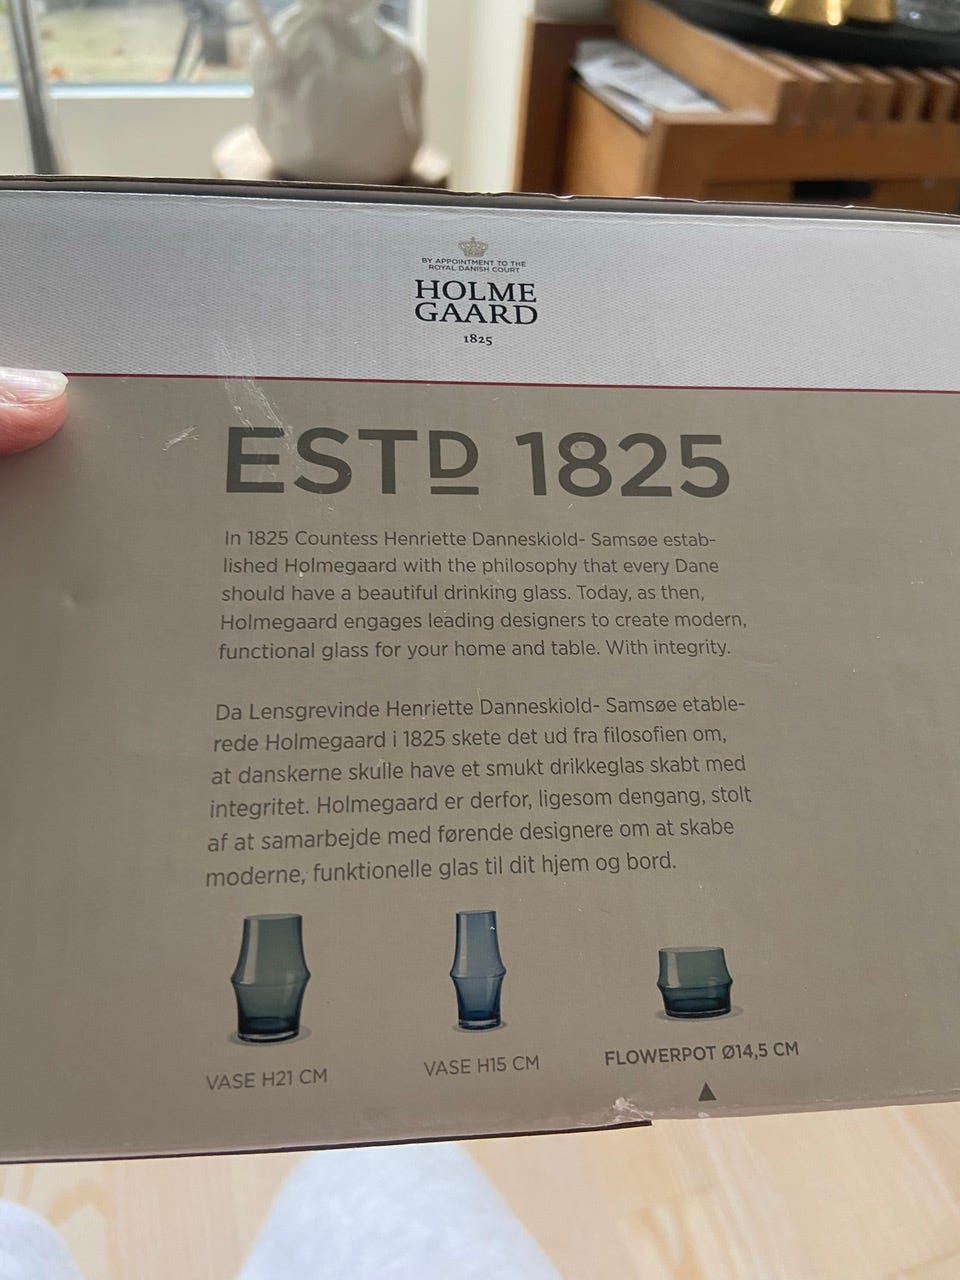 BY APPOINTMENT TO THE
ROYAL DANISH COURT
HOLME
GAARD
1825
ESTD 1825
In 1825 Countess Henriette Danneskiold- Samsøe estab-
lished Holmegaard with the philosophy that every Dane
should have a beautiful drinking glass. Today, as then,
Holmegaard engages leading designers to create modern,
functional glass for your home and table. With integrity.
Da Lensgrevinde Henriette Danneskiold- Samsøe etable-
rede Holmegaard i 1825 skete det ud fra filosofien om,
at danskerne skulle have et smukt drikkeglas skabt med
integritet. Holmegaard er derfor, ligesom dengang, stolt
af at samarbejde med førende designere om at skabe
moderne, funktionelle glas til dit hjem og bord.
VASE H21 CM
VASE H15 CM
FLOWERPOT Ø14,5 CM